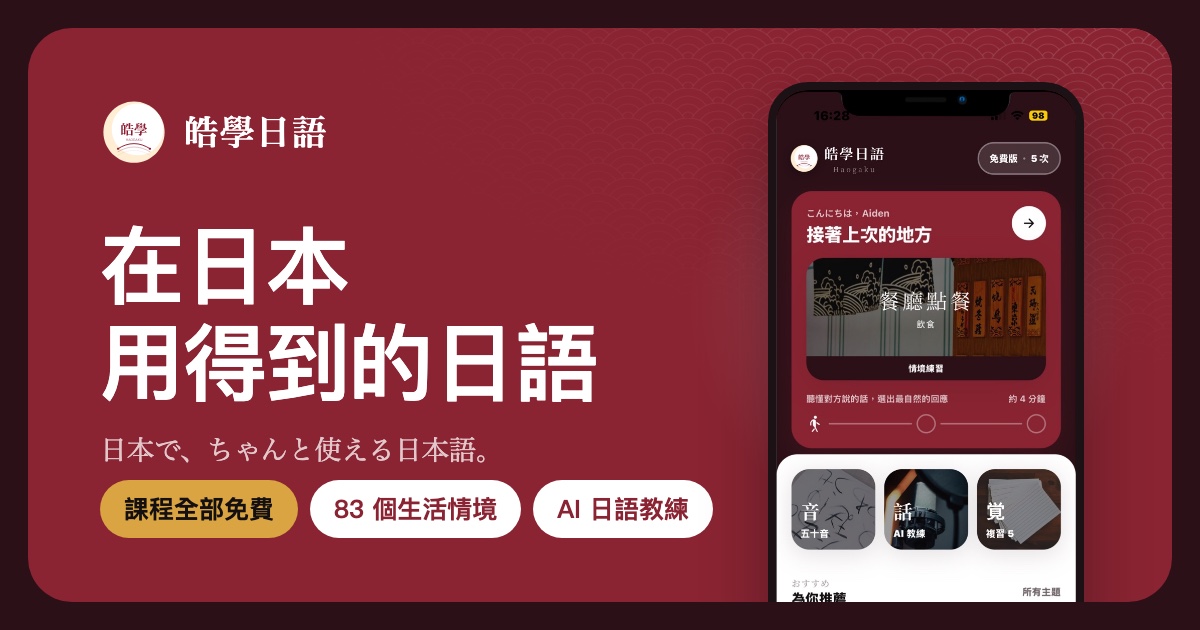 皓學
皓學日語
在日本
用得到的日語
日本で、ちゃんと使える日本語。
課程全部免費
83 個生活情境
AI 日語教練
16:28
98
皓學
皓學日語
Hangaku
免費版 · 5 次
こんにちは，Aiden
接著上次的地方
餐廳點餐
飲食
情境練習
聽懂對方說的話，選出最自然的回應
約 4 分鐘
音
五十音
話
AI 教練
覚
複習 5
おすすめ
為你推薦
所有主題